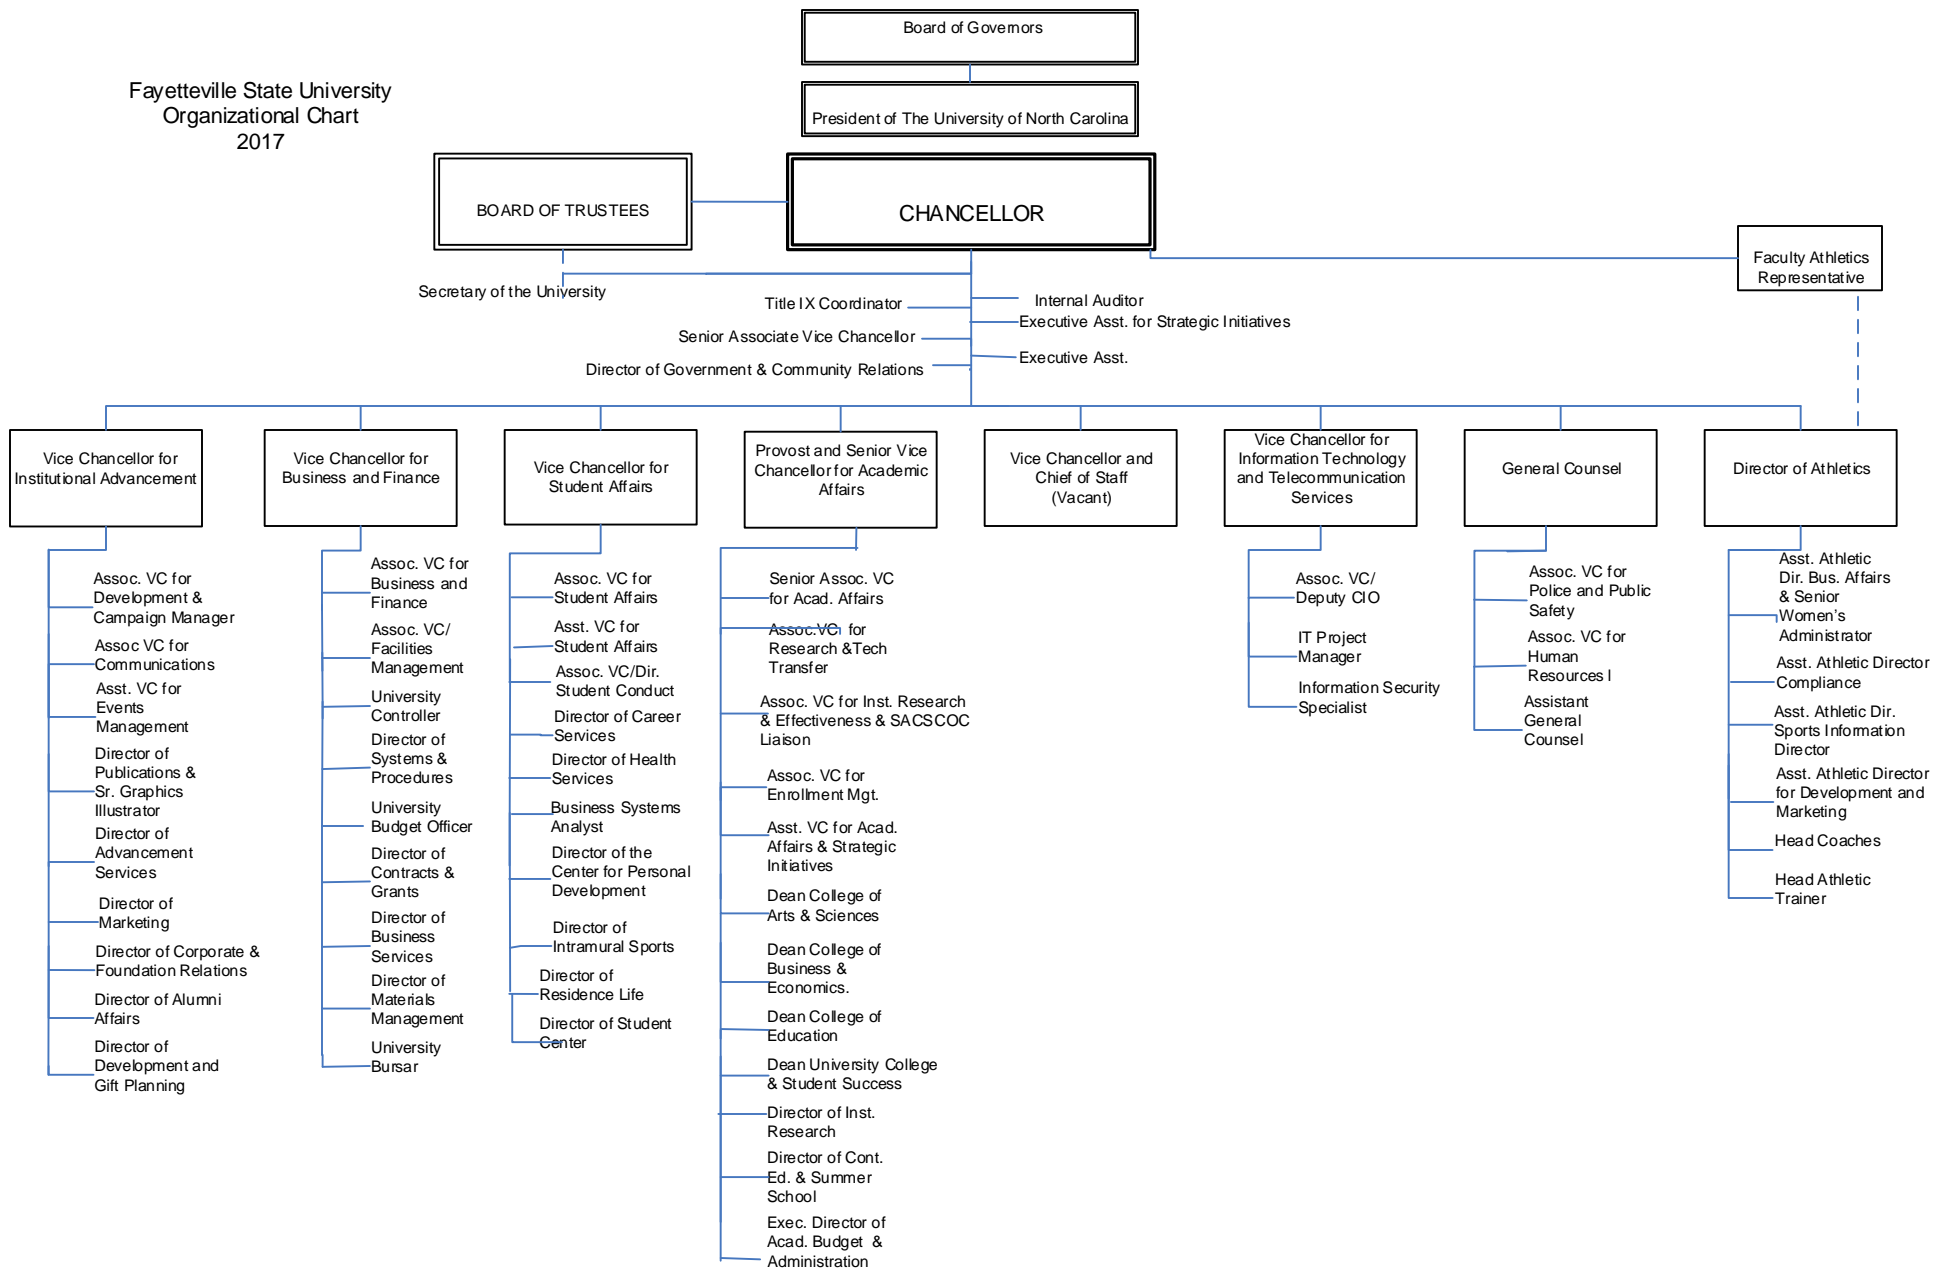 Board of Governors
Fayetteville State University
Organizational Chart
2017
President of The University of North Carolina
BOARD OF TRUSTEES
CHANCELLOR
Faculty Athletics
Representative
Secretary of the University
Title IX Coordinator
Internal Auditor
Executive Asst. for Strategic Initiatives
Senior Associate Vice Chancellor
Executive Asst.
Director of Government & Community Relations
Vice Chancellor for
Institutional Advancement
Assoc. VC for
Development &
Campaign Manager
Assoc VC for
Communications
Asst. VC for
Events
Management
Director of
Publications &
Sr. Graphics
Illustrator
Director of
Advancement
Services
Director of
Marketing
Director of Corporate &
Foundation Relations
Director of Alumni
Affairs
Director of
Development and
Gift Planning
Vice Chancellor for
Business and Finance
Assoc. VC for
Business and
Finance
Assoc. VC/
Facilities
Management
University
Controller
Director of
Systems &
Procedures
University
Budget Officer
Director of
Contracts &
Grants
Director of
Business
Services
Director of
Materials
Management
University
Bursar
Vice Chancellor for
Student Affairs
Assoc. VC for
Student Affairs
Asst. VC for
Student Affairs
Assoc. VC/Dir.
Student Conduct
Director of Career
Services
Director of Health
Services
Business Systems
Analyst
Director of the
Center for Personal
Development
Director of
Intramural Sports
Director of
Residence Life
Director of Student
Center
Provost and Senior Vice
Chancellor for Academic
Affairs
Senior Assoc. VC
for Acad. Affairs
Assoc.VC for
Research &Tech
Transfer
Assoc. VC for Inst. Research
& Effectiveness & SACSCOC
Liaison
Assoc. VC for
Enrollment Mgt.
Asst. VC for Acad.
Affairs & Strategic
Initiatives
Dean College of
Arts & Sciences
Dean College of
Business &
Economics.
Dean College of
Education
Dean University College
& Student Success
Director of Inst.
Research
Director of Cont.
Ed. & Summer
School
Exec. Director of
Acad. Budget &
Administration
Vice Chancellor and
Chief of Staff
(Vacant)
Vice Chancellor for
Information Technology
and Telecommunication
Services
Assoc. VC/
Deputy CIO
IT Project
Manager
Information Security
Specialist
General Counsel
Assoc. VC for
Police and Public
Safety
Assoc. VC for
Human
Resources l
Assistant
General
Counsel
Director of Athletics
Asst. Athletic
Dir. Bus. Affairs
& Senior
Women’s
Administrator
Asst. Athletic Director
Compliance
Asst. Athletic Dir.
Sports Information
Director
Asst. Athletic Director
for Development and
Marketing
Head Coaches
Head Athletic
Trainer